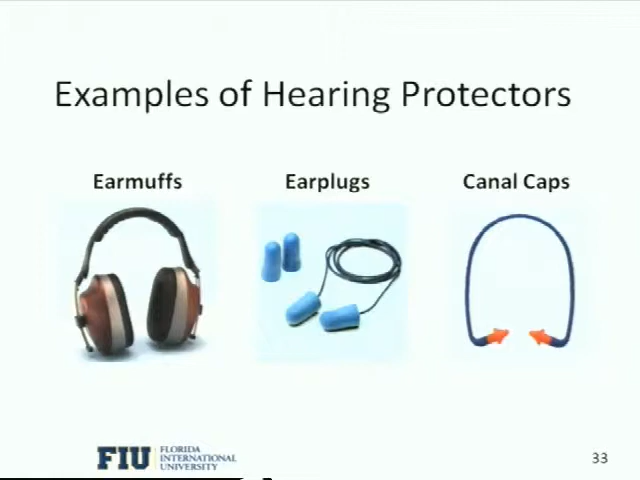 Examples of Hearing Protectors
Earmuffs
Earplugs
Canal Caps
FIU
FLORIDA
INTERNATIONAL
UNIVERSITY
33